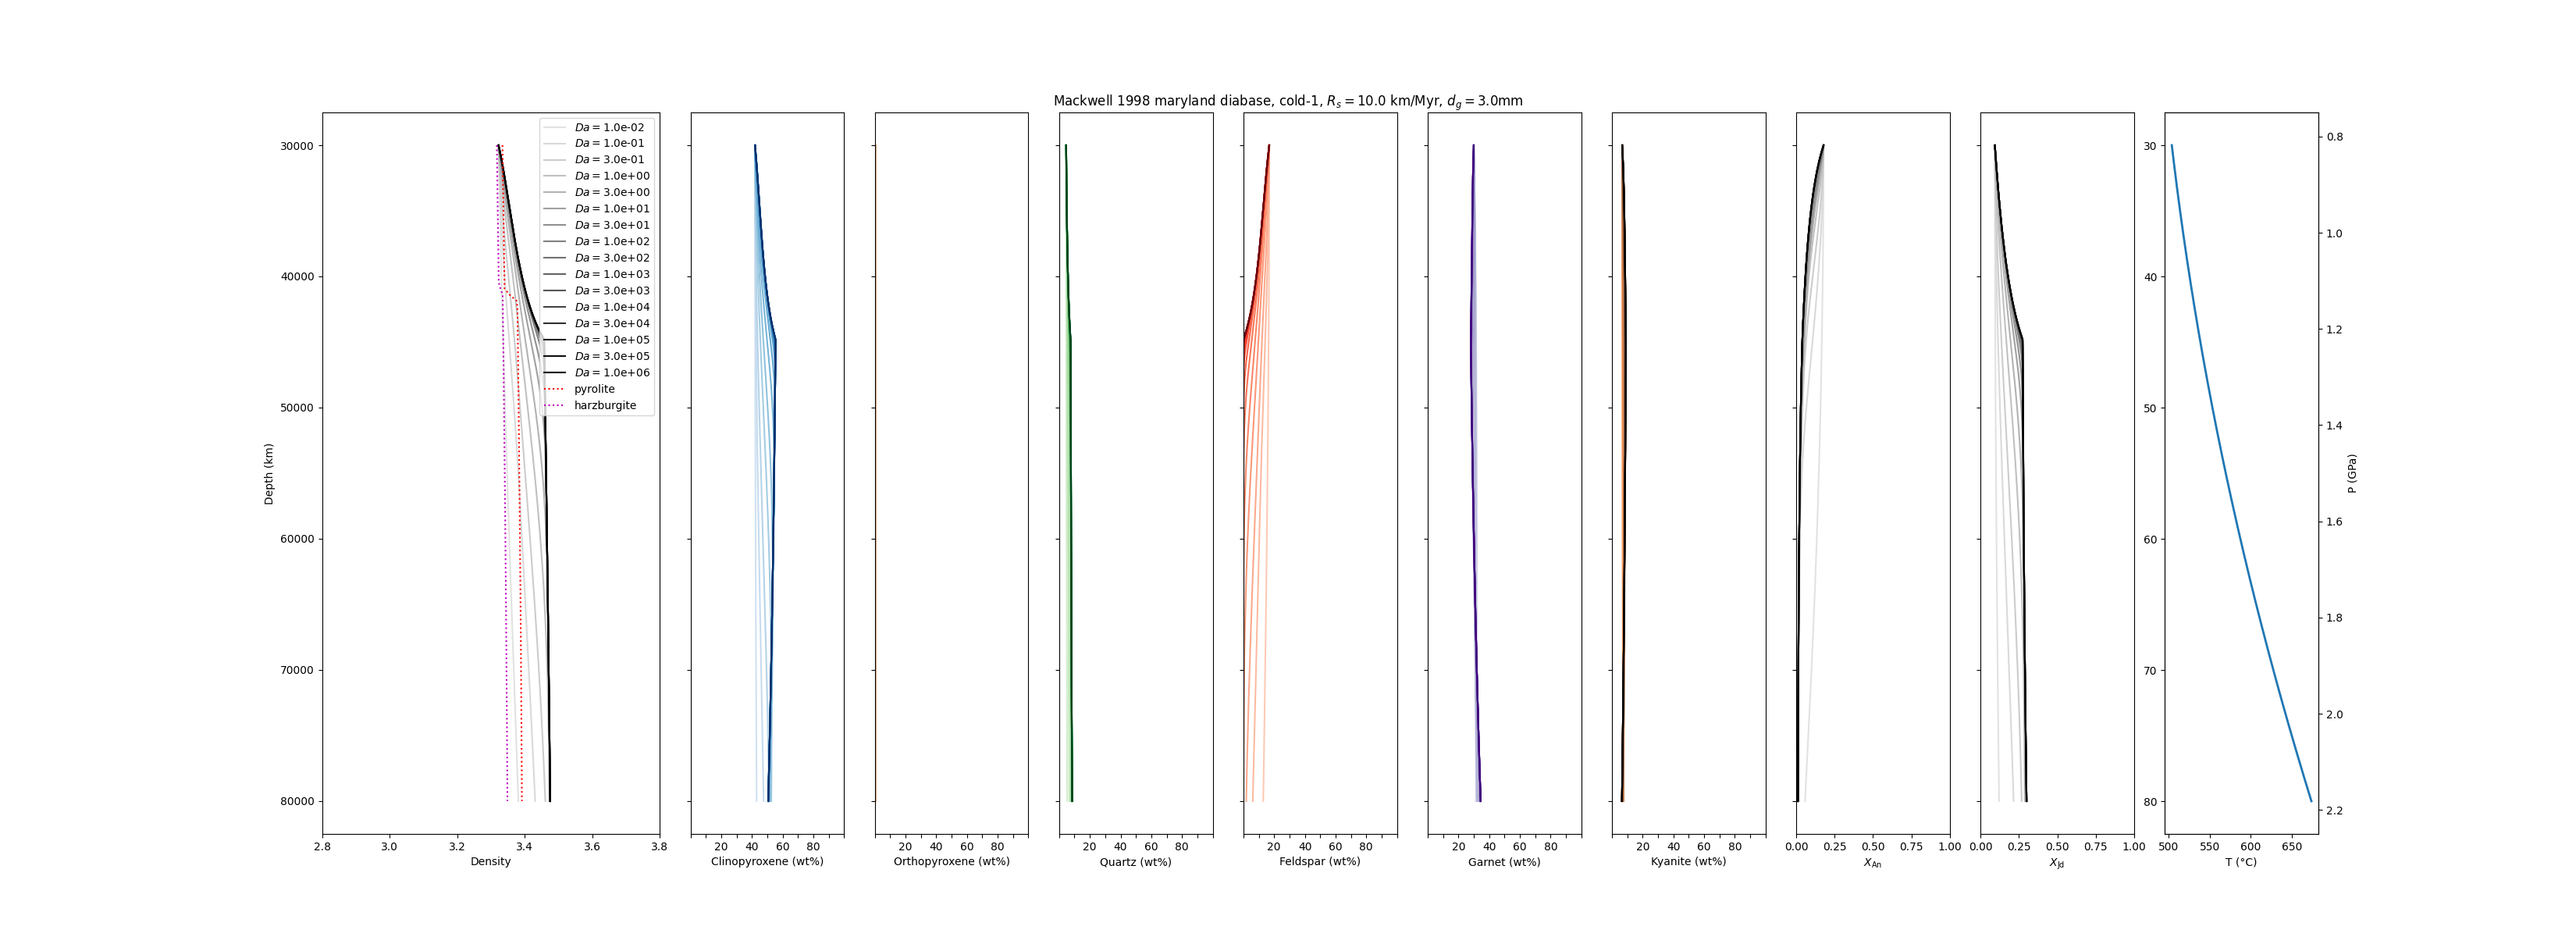 Mackwell 1998 maryland diabase, cold-1, R_s = 10.0 km/Myr, d_g = 3.0mm
Da = 1.0e-02
Da = 1.0e-01
Da = 3.0e-01
Da = 1.0e+00
Da = 3.0e+00
Da = 1.0e+01
Da = 3.0e+01
Da = 1.0e+02
Da = 3.0e+02
Da = 1.0e+03
Da = 3.0e+03
Da = 1.0e+04
Da = 3.0e+04
Da = 1.0e+05
Da = 3.0e+05
Da = 1.0e+06
pyrolite
harzburgite
Depth (km)
30000
40000
50000
60000
70000
80000
2.8 3.0 3.2 3.4 3.6 3.8
Density
20 40 60 80
Clinopyroxene (wt%)
20 40 60 80
Orthopyroxene (wt%)
20 40 60 80
Quartz (wt%)
20 40 60 80
Feldspar (wt%)
20 40 60 80
Garnet (wt%)
20 40 60 80
Kyanite (wt%)
0.00 0.25 0.50 0.75 1.00
X_An
0.00 0.25 0.50 0.75 1.00
X_Jd
30
40
50
60
70
80
500 550 600 650
T (°C)
0.8
1.0
1.2
1.4
1.6
1.8
2.0
2.2
P (GPa)